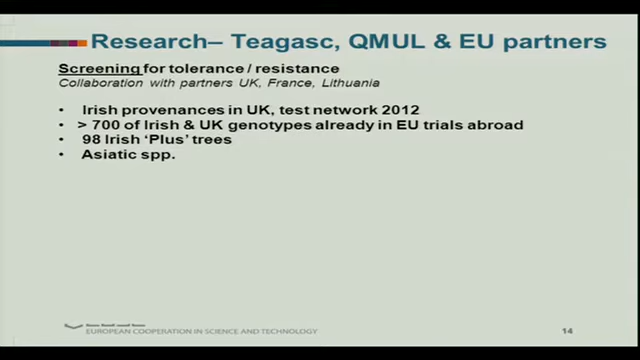 Research– Teagasc, QMUL & EU partners
Screening for tolerance / resistance
Collaboration with partners UK, France, Lithuania
• Irish provenances in UK, test network 2012
• > 700 of Irish & UK genotypes already in EU trials abroad
• 98 Irish ‘Plus’ trees
• Asiatic spp.
EUROPEAN COOPERATION IN SCIENCE AND TECHNOLOGY
14